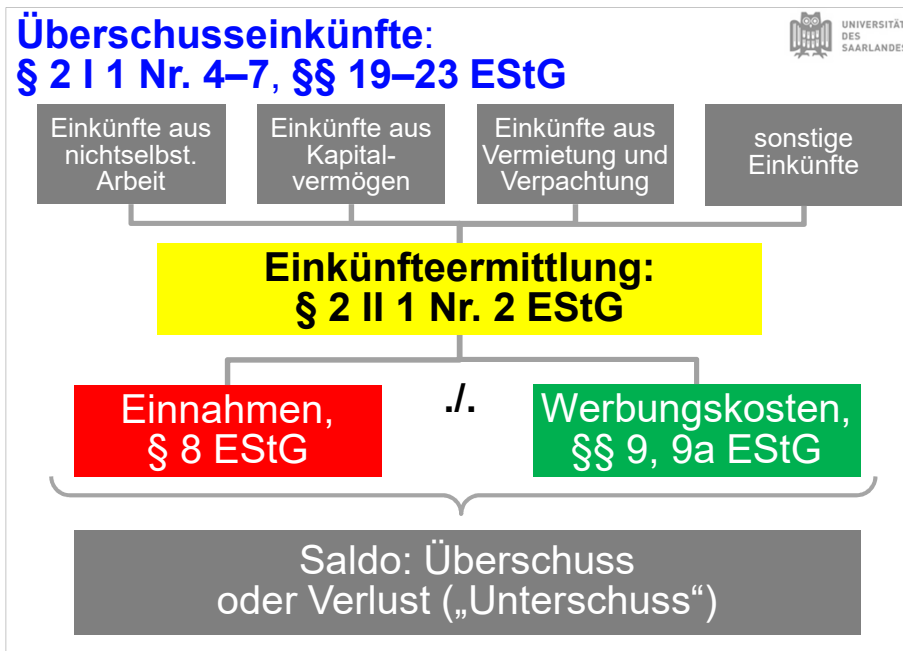 Überschusseinkünfte:
§ 2 I 1 Nr. 4–7, §§ 19–23 EStG
UNIVERSITÄT
DES
SAARLANDES
Einkünfte aus
nichtselbst.
Arbeit
Einkünfte aus
Kapital-
vermögen
Einkünfte aus
Vermietung und
Verpachtung
sonstige
Einkünfte
Einkünfteermittlung:
§ 2 II 1 Nr. 2 EStG
Einnahmen,
§ 8 EStG
./.
Werbungskosten,
§§ 9, 9a EStG
Saldo: Überschuss
oder Verlust („Unterschuss“)